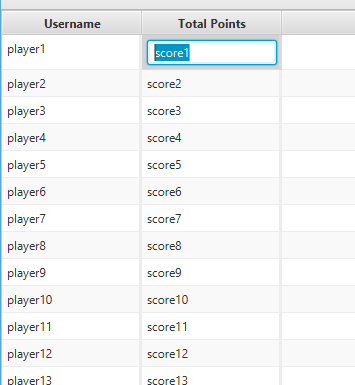 Username Total Points
player1 score1
player2 score2
player3 score3
player4 score4
player5 score5
player6 score6
player7 score7
player8 score8
player9 score9
player10 score10
player11 score11
player12 score12
player13 score13